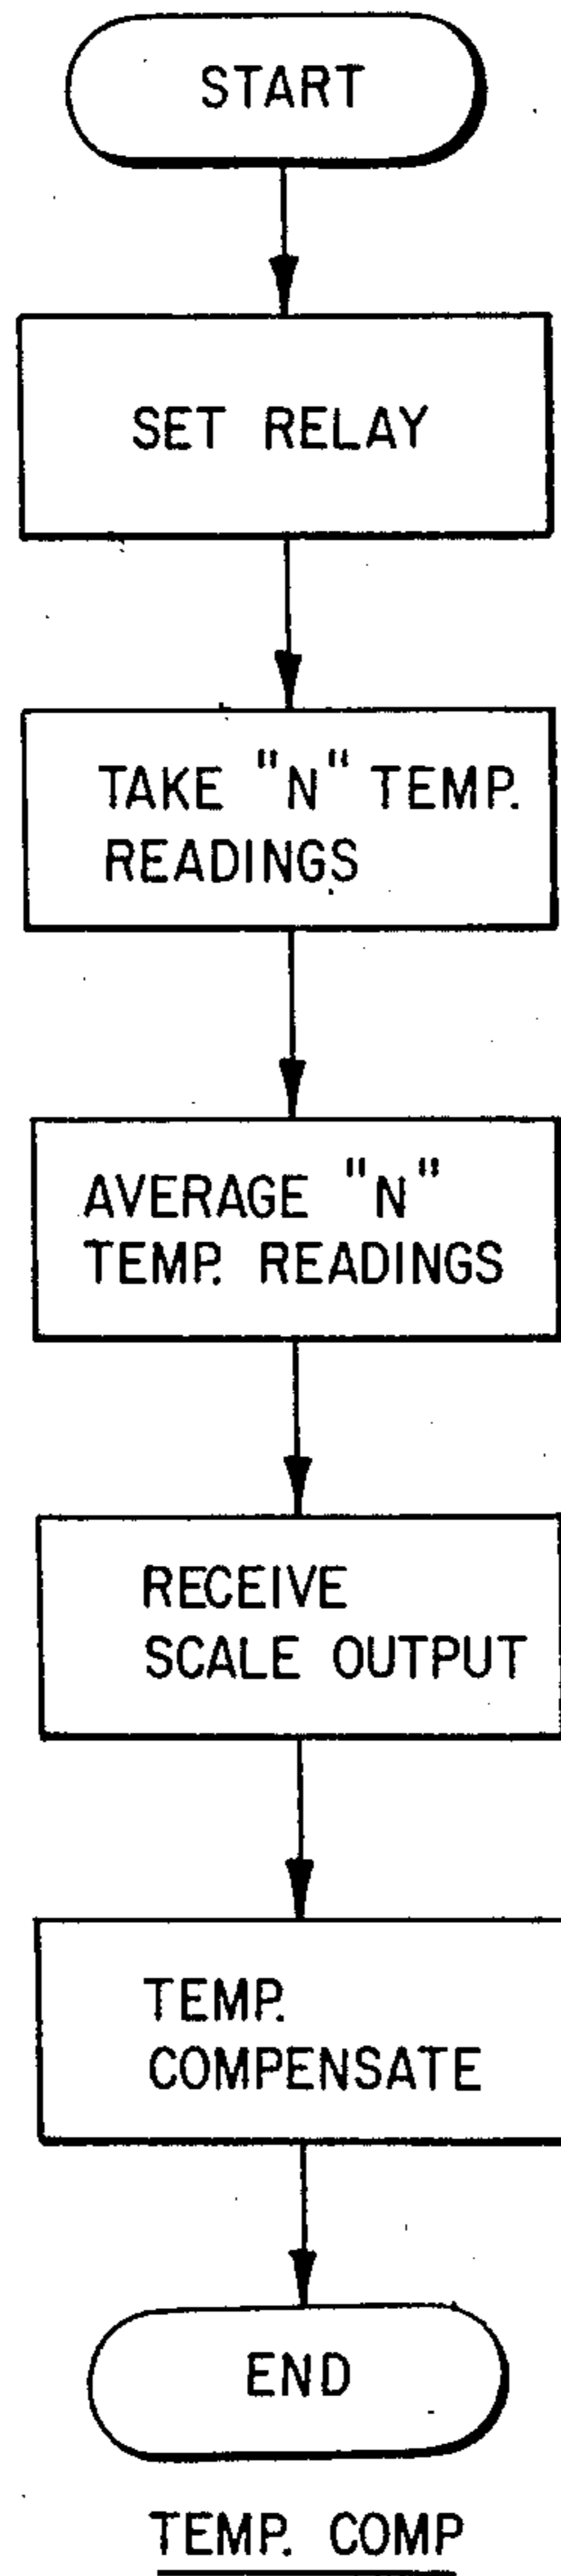 START
SET RELAY
TAKE "N" TEMP.
READINGS
AVERAGE "N"
TEMP. READINGS
RECEIVE
SCALE OUTPUT
TEMP.
COMPENSATE
END
TEMP. COMP